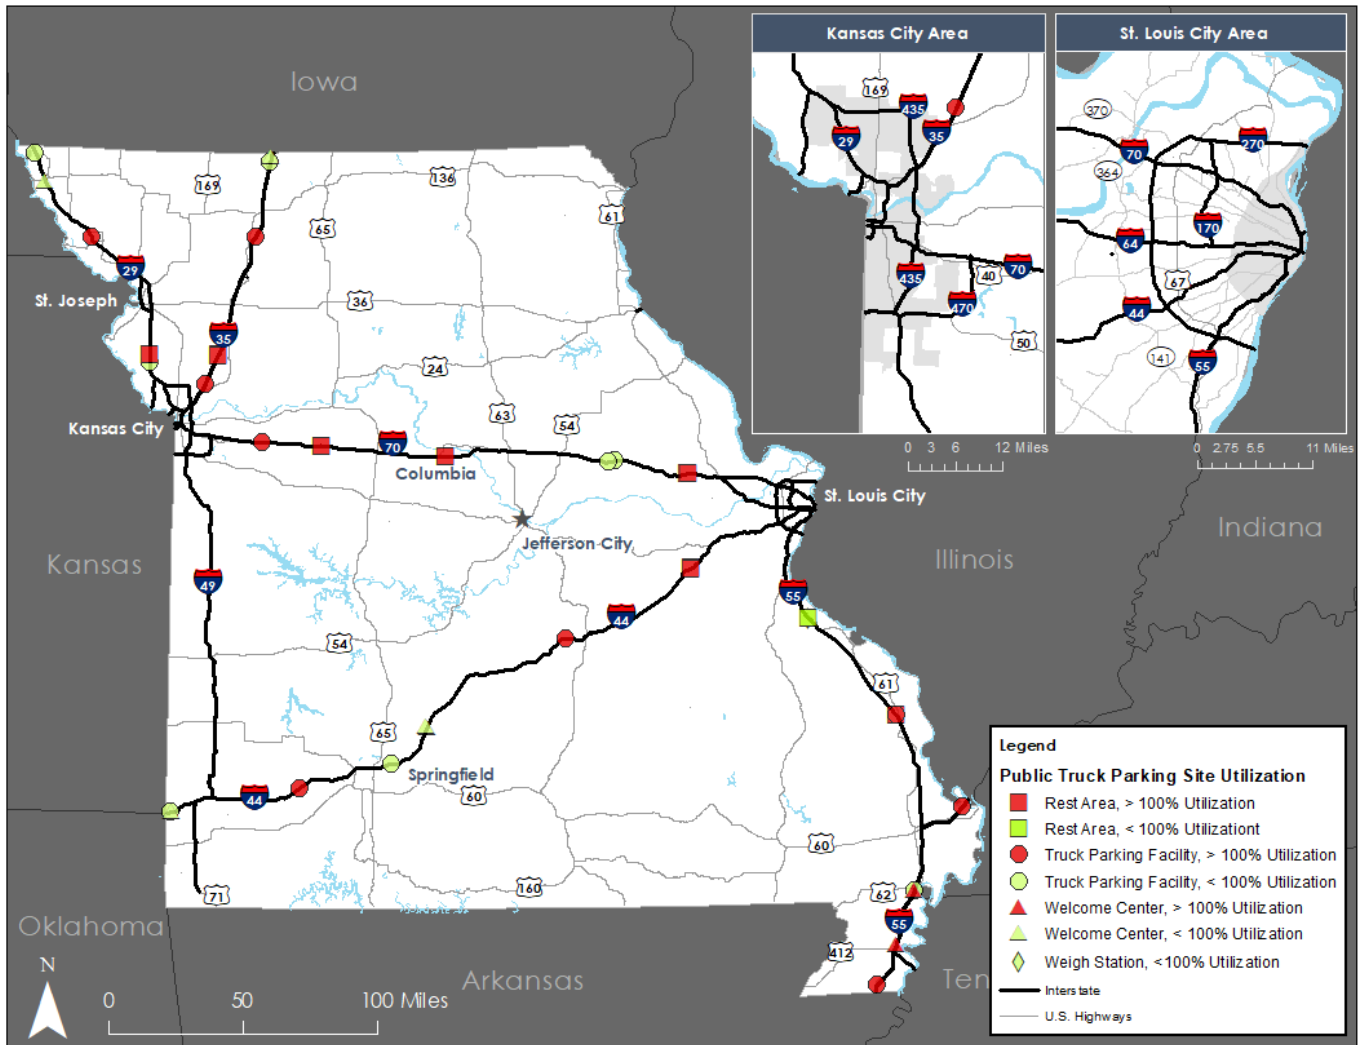 Kansas City Area
St. Louis City Area
169
435
35
29
435
70
40
470
50
0 3 6 12 Miles
370
70
270
364
170
64
67
44
141
55
0 2.75 5.5 11 Miles
Iowa
169
136
61
65
29
St. Joseph
36
35
24
63
54
Kansas City
70
Columbia
St. Louis City
Jefferson City
Indiana
Illinois
Kansas
49
55
44
54
61
65
Springfield
44
60
60
71
160
62
55
412
Oklahoma
Arkansas
Ten
N
0 50 100 Miles
Legend
Public Truck Parking Site Utilization
Rest Area, > 100% Utilization
Rest Area, < 100% Utilizationt
Truck Parking Facility, > 100% Utilization
Truck Parking Facility, < 100% Utilization
Welcome Center, > 100% Utilization
Welcome Center, < 100% Utilization
Weigh Station, <100% Utilization
Interstate
U.S. Highways